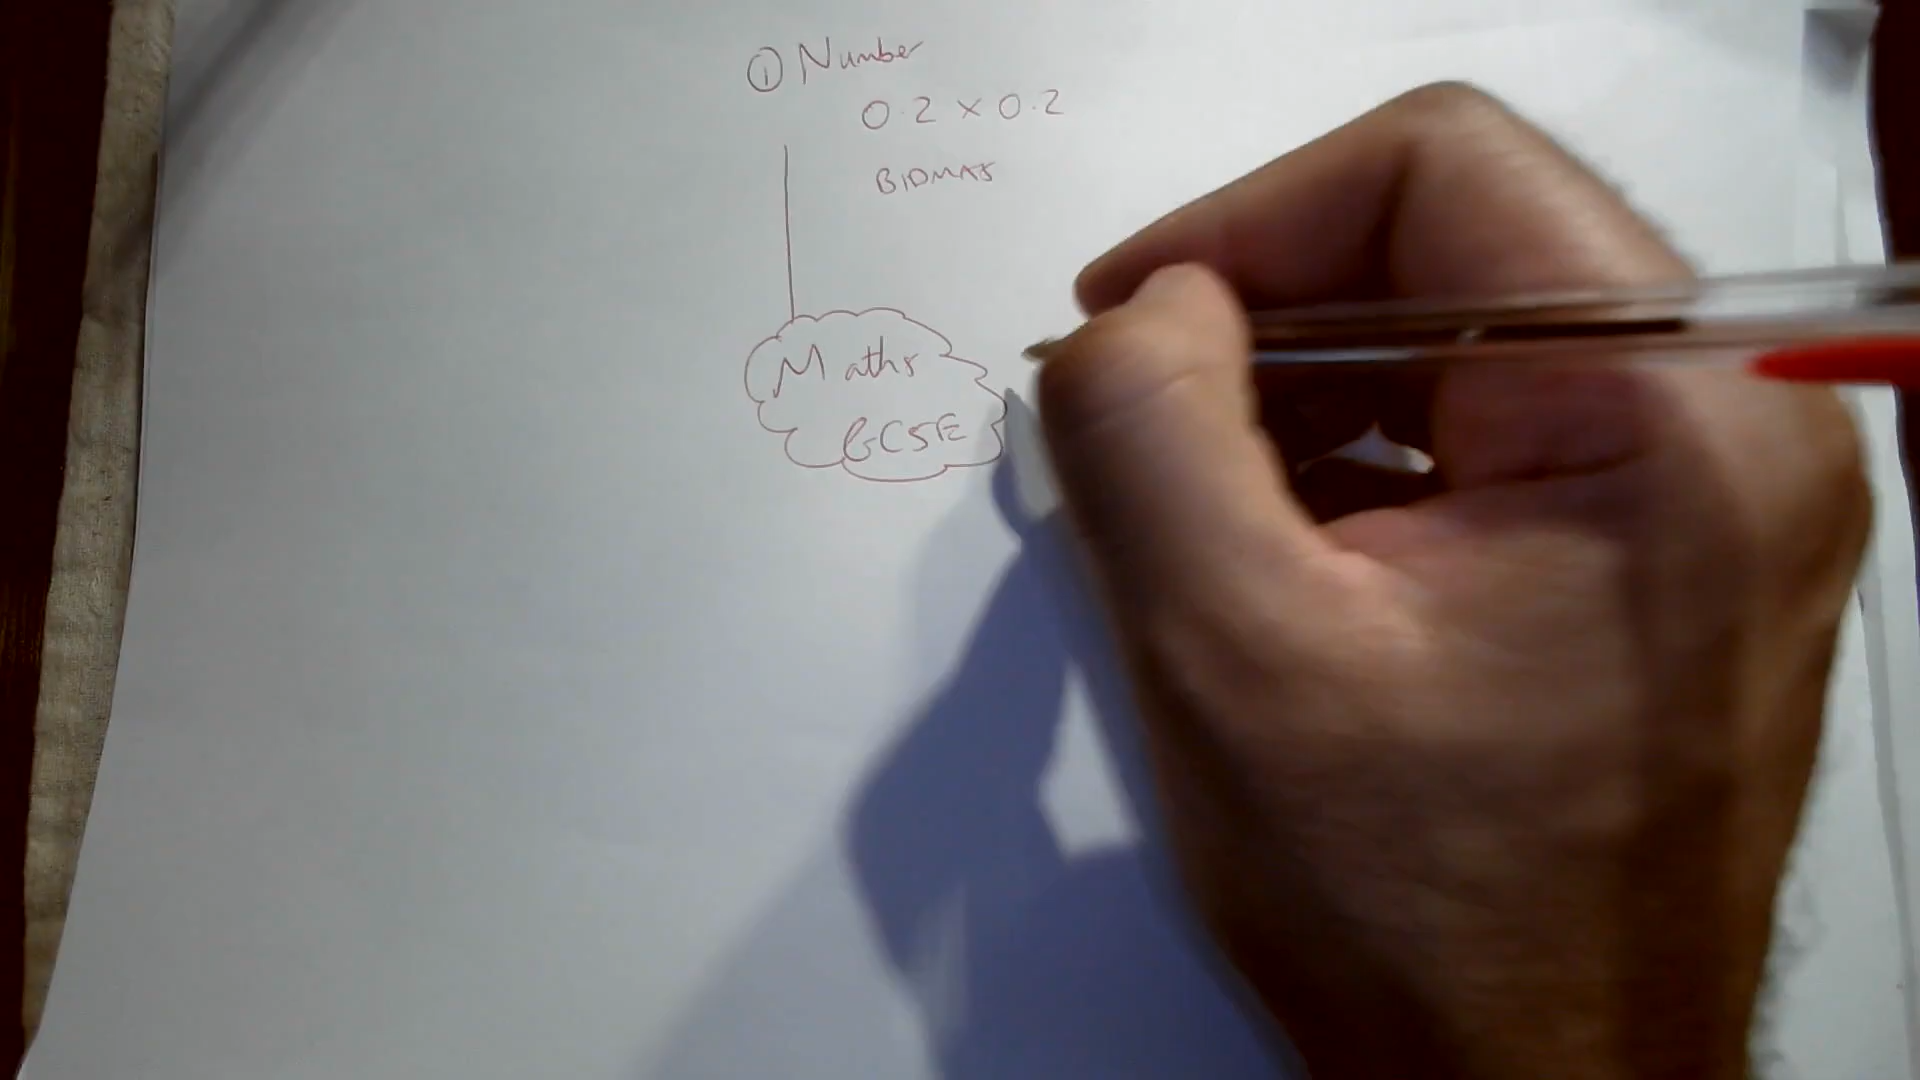 ① Number
0.2 × 0.2
BIDMAS
Maths
GCSE